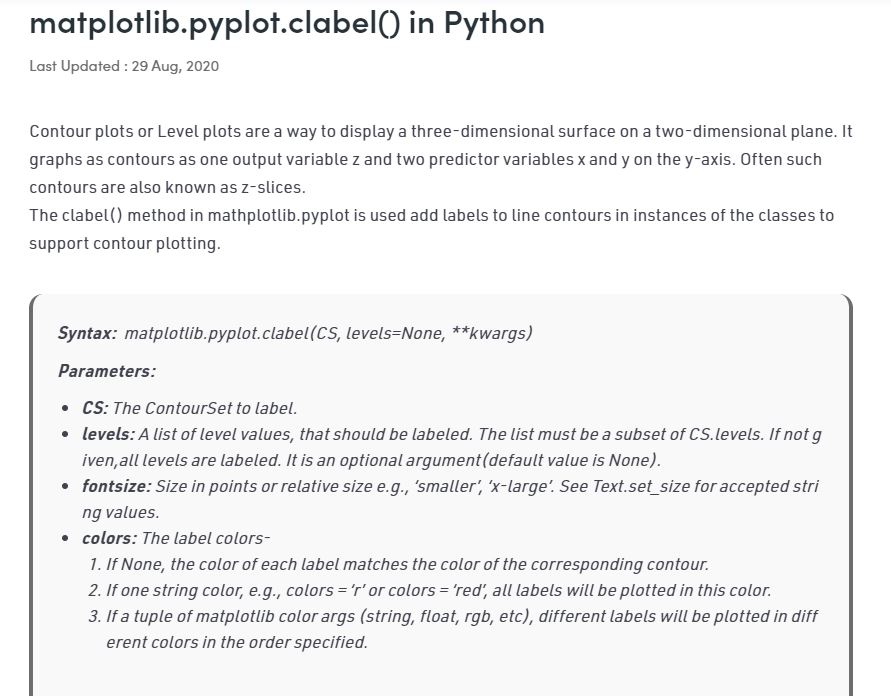 matplotlib.pyplot.clabel() in Python
Last Updated : 29 Aug, 2020
Contour plots or Level plots are a way to display a three-dimensional surface on a two-dimensional plane. It
graphs as contours as one output variable z and two predictor variables x and y on the y-axis. Often such
contours are also known as z-slices.
The clabel() method in mathplotlib.pyplot is used add labels to line contours in instances of the classes to
support contour plotting.
Syntax: matplotlib.pyplot.clabel(CS, levels=None, **kwargs)
Parameters:
• CS: The ContourSet to label.
• levels: A list of level values, that should be labeled. The list must be a subset of CS.levels. If not g
iven,all levels are labeled. It is an optional argument(default value is None).
• fontsize: Size in points or relative size e.g., ‘smaller’, ‘x-large’. See Text.set_size for accepted stri
ng values.
• colors: The label colors-
1. If None, the color of each label matches the color of the corresponding contour.
2. If one string color, e.g., colors = ‘r’ or colors = ‘red’, all labels will be plotted in this color.
3. If a tuple of matplotlib color args (string, float, rgb, etc), different labels will be plotted in diff
erent colors in the order specified.